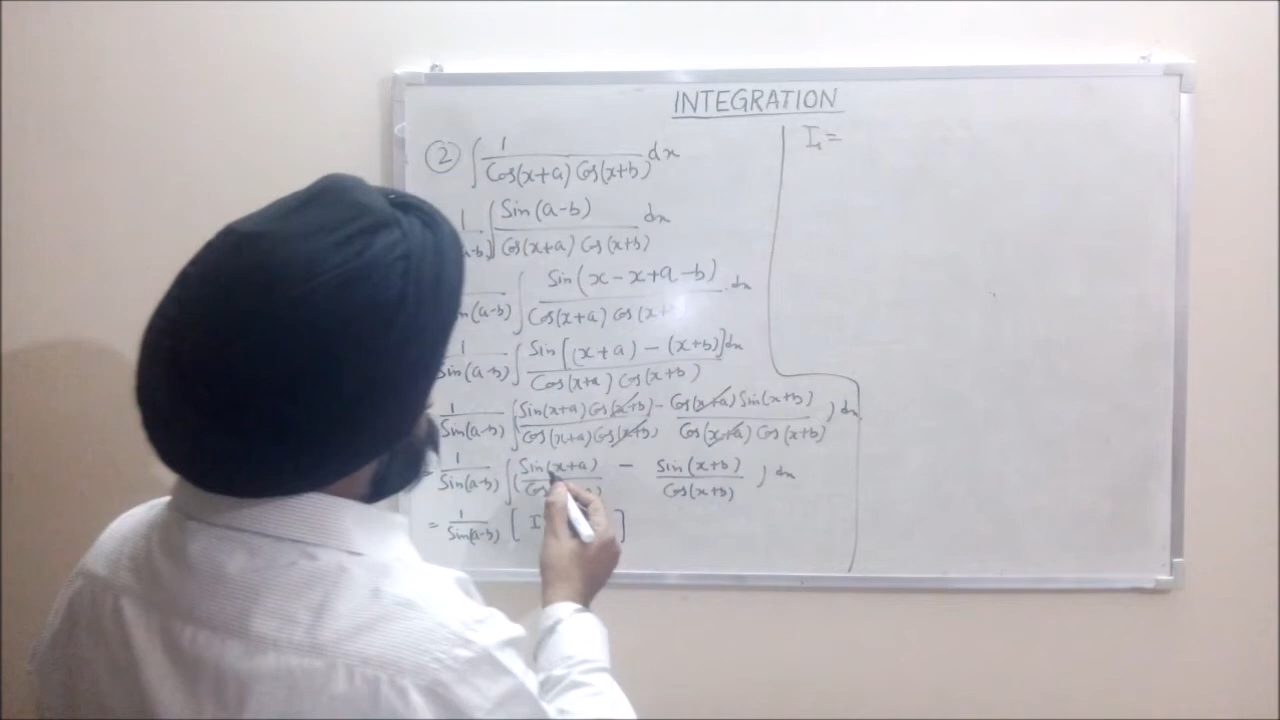 INTEGRATION
② ∫ 1/(Cos(x+a) Cos(x+b)) dx
1/ ∫ Sin(a-b)/(Cos(x+a) Cos(x+b)) dx
Sin(a-b) ∫ Sin(x-x+a-b)/(Cos(x+a) Cos(x+ .dx
1/Sin(a-b) ∫ Sin[(x+a) - (x+b)]/(Cos(x+a) Cos(x+b)) dx
1/Sin(a-b) ∫( Sin(x+a) Cos(x+b)/(Cos(x+a) Cos(x+b)) - Cos(x+a) Sin(x+b)/(Cos(x+a) Cos(x+b)) ) dx
= 1/Sin(a-b) ∫( Sin(x+a)/Cos - Sin(x+b)/Cos(x+b) ) dx
= 1/Sin(a-b) [ I ]
I₁ =